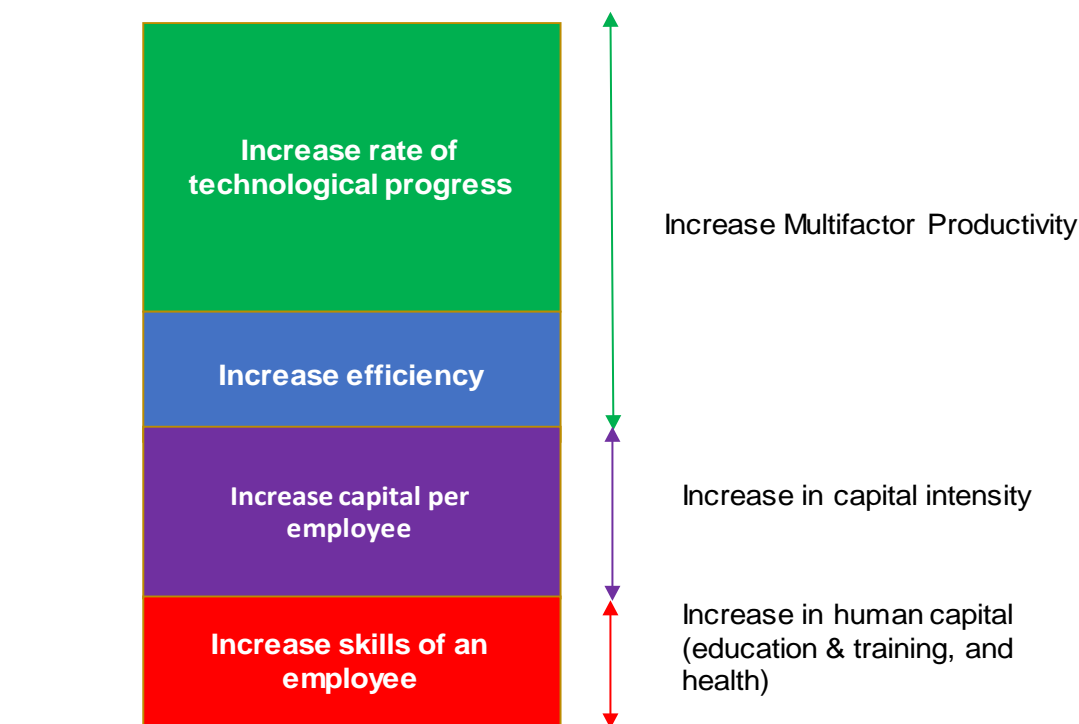 Increase rate of
technological progress
Increase Multifactor Productivity
Increase efficiency
Increase capital per
employee
Increase in capital intensity
Increase skills of an
employee
Increase in human capital
(education & training, and
health)